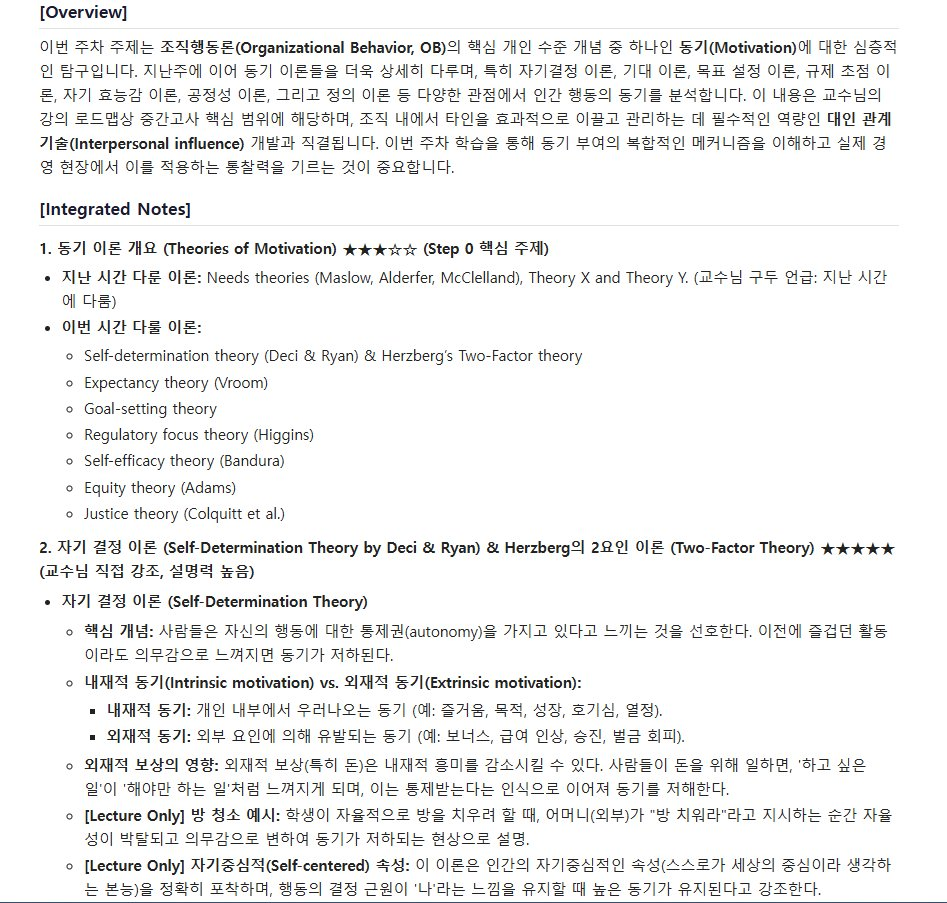 [Overview]
이번 주차 주제는 조직행동론(Organizational Behavior, OB)의 핵심 개인 수준 개념 중 하나인 동기(Motivation)에 대한 심층적
인 탐구입니다. 지난주에 이어 동기 이론들을 더욱 상세히 다루며, 특히 자기결정 이론, 기대 이론, 목표 설정 이론, 규제 초점 이
론, 자기 효능감 이론, 공정성 이론, 그리고 정의 이론 등 다양한 관점에서 인간 행동의 동기를 분석합니다. 이 내용은 교수님의
강의 로드맵상 중간고사 핵심 범위에 해당하며, 조직 내에서 타인을 효과적으로 이끌고 관리하는 데 필수적인 역량인 대인 관계
기술(Interpersonal influence) 개발과 직결됩니다. 이번 주차 학습을 통해 동기 부여의 복합적인 메커니즘을 이해하고 실제 경
영 현장에서 이를 적용하는 통찰력을 기르는 것이 중요합니다.
[Integrated Notes]
1. 동기 이론 개요 (Theories of Motivation) ★★★☆☆ (Step 0 핵심 주제)
• 지난 시간 다룬 이론: Needs theories (Maslow, Alderfer, McClelland), Theory X and Theory Y. (교수님 구두 언급: 지난 시간
에 다룸)
• 이번 시간 다룰 이론:
◦ Self-determination theory (Deci & Ryan) & Herzberg's Two-Factor theory
◦ Expectancy theory (Vroom)
◦ Goal-setting theory
◦ Regulatory focus theory (Higgins)
◦ Self-efficacy theory (Bandura)
◦ Equity theory (Adams)
◦ Justice theory (Colquitt et al.)
2. 자기 결정 이론 (Self-Determination Theory by Deci & Ryan) & Herzberg의 2요인 이론 (Two-Factor Theory) ★★★★★
(교수님 직접 강조, 설명력 높음)
• 자기 결정 이론 (Self-Determination Theory)
◦ 핵심 개념: 사람들은 자신의 행동에 대한 통제권(autonomy)을 가지고 있다고 느끼는 것을 선호한다. 이전에 즐겁던 활동
이라도 의무감으로 느껴지면 동기가 저하된다.
◦ 내재적 동기(Intrinsic motivation) vs. 외재적 동기(Extrinsic motivation):
▪ 내재적 동기: 개인 내부에서 우러나오는 동기 (예: 즐거움, 목적, 성장, 호기심, 열정).
▪ 외재적 동기: 외부 요인에 의해 유발되는 동기 (예: 보너스, 급여 인상, 승진, 벌금 회피).
◦ 외재적 보상의 영향: 외재적 보상(특히 돈)은 내재적 흥미를 감소시킬 수 있다. 사람들이 돈을 위해 일하면, '하고 싶은
일'이 '해야만 하는 일'처럼 느껴지게 되며, 이는 통제받는다는 인식으로 이어져 동기를 저해한다.
◦ [Lecture Only] 방 청소 예시: 학생이 자율적으로 방을 치우려 할 때, 어머니(외부)가 "방 치워라"라고 지시하는 순간 자율
성이 박탈되고 의무감으로 변하여 동기가 저하되는 현상으로 설명.
◦ [Lecture Only] 자기중심적(Self-centered) 속성: 이 이론은 인간의 자기중심적인 속성(스스로가 세상의 중심이라 생각하
는 본능)을 정확히 포착하며, 행동의 결정 근원이 '나'라는 느낌을 유지할 때 높은 동기가 유지된다고 강조한다.